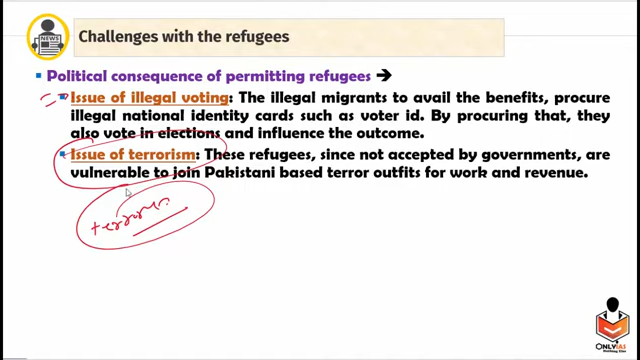 NEWS
Challenges with the refugees
▪ Political consequence of permitting refugees ➔
▪ Issue of illegal voting: The illegal migrants to avail the benefits, procure
illegal national identity cards such as voter id. By procuring that, they
also vote in elections and influence the outcome.
▪ Issue of terrorism: These refugees, since not accepted by governments, are
vulnerable to join Pakistani based terror outfits for work and revenue.
ONLYIAS